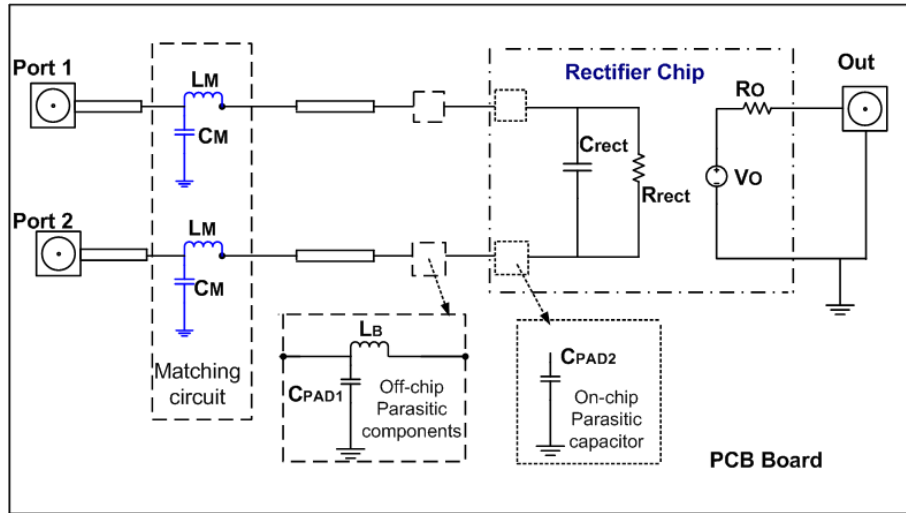 Port 1
LM
CM
Rectifier Chip
Out
Crect
Rrect
RO
VO
Port 2
LM
CM
Matching
circuit
LB
CPAD1
Off-chip
Parasitic
components
CPAD2
On-chip
Parasitic
capacitor
PCB Board